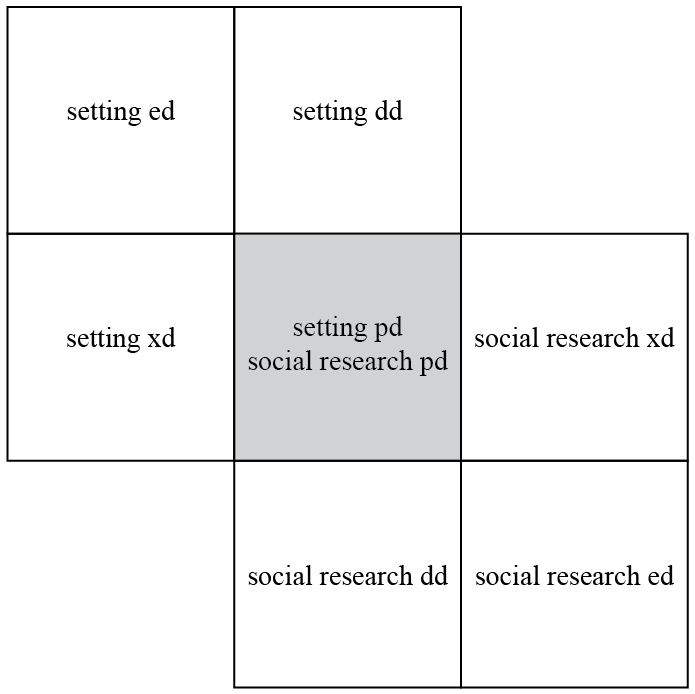 setting ed
setting dd
setting xd
setting pd
social research pd
social research xd
social research dd
social research ed